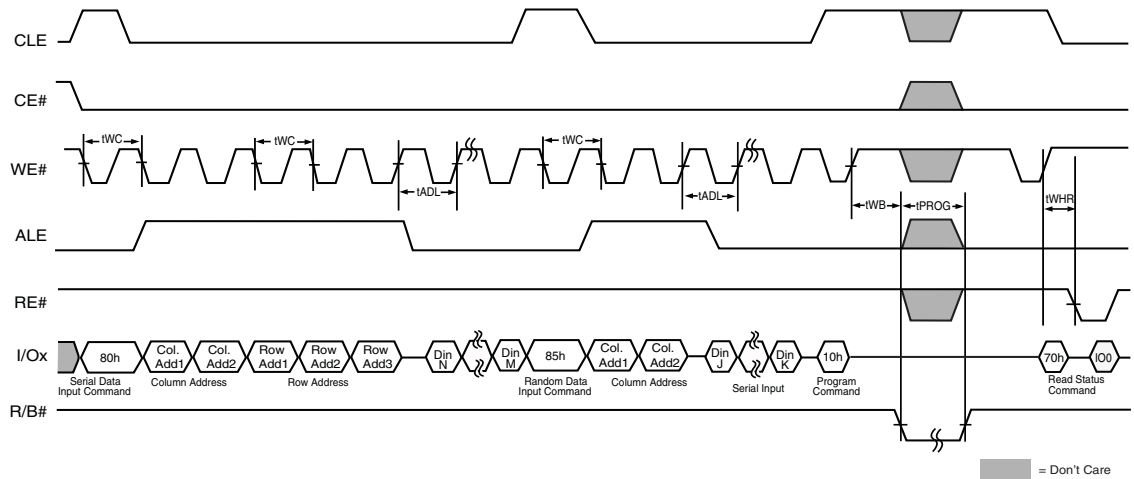 CLE
CE#
tWC tWC tWC
WE#
tADL tADL
tWB tPROG tWHR
ALE
RE#
I/Ox 80h Col. Add1 Col. Add2 Row Add1 Row Add2 Row Add3 Din N Din M 85h Col. Add1 Col. Add2 Din J Din K 10h 70h IO0
Serial Data Input Command Column Address Row Address Random Data Input Command Column Address Serial Input Program Command Read Status Command
R/B#
= Don't Care